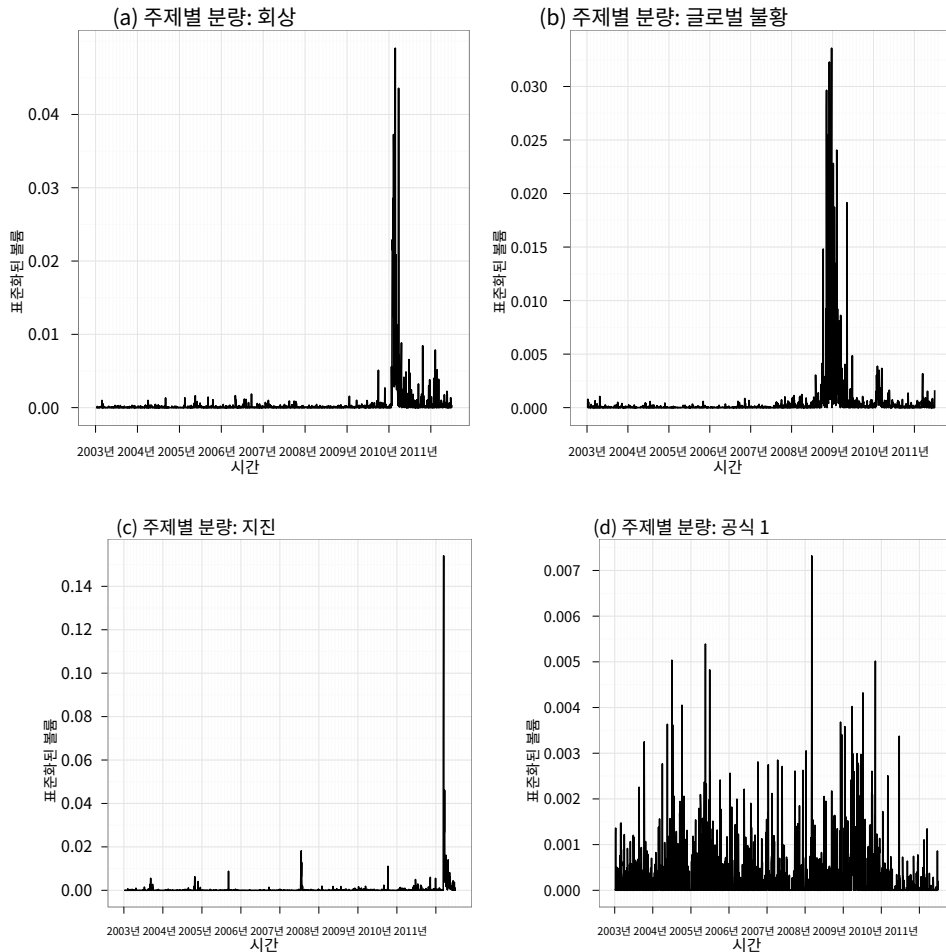 (a) 주제별 분량: 회상
0.04
0.03
0.02
0.01
0.00
표준화된 볼륨
2003년 2004년 2005년 2006년 2007년 2008년 2009년 2010년 2011년
시간
(b) 주제별 분량: 글로벌 불황
0.030
0.025
0.020
0.015
0.010
0.005
0.000
표준화된 볼륨
2003년 2004년 2005년 2006년 2007년 2008년 2009년 2010년 2011년
시간
(c) 주제별 분량: 지진
0.14
0.12
0.10
0.08
0.06
0.04
0.02
0.00
표준화된 볼륨
2003년 2004년 2005년 2006년 2007년 2008년 2009년 2010년 2011년
시간
(d) 주제별 분량: 공식 1
0.007
0.006
0.005
0.004
0.003
0.002
0.001
0.000
표준화된 볼륨
2003년 2004년 2005년 2006년 2007년 2008년 2009년 2010년 2011년
시간